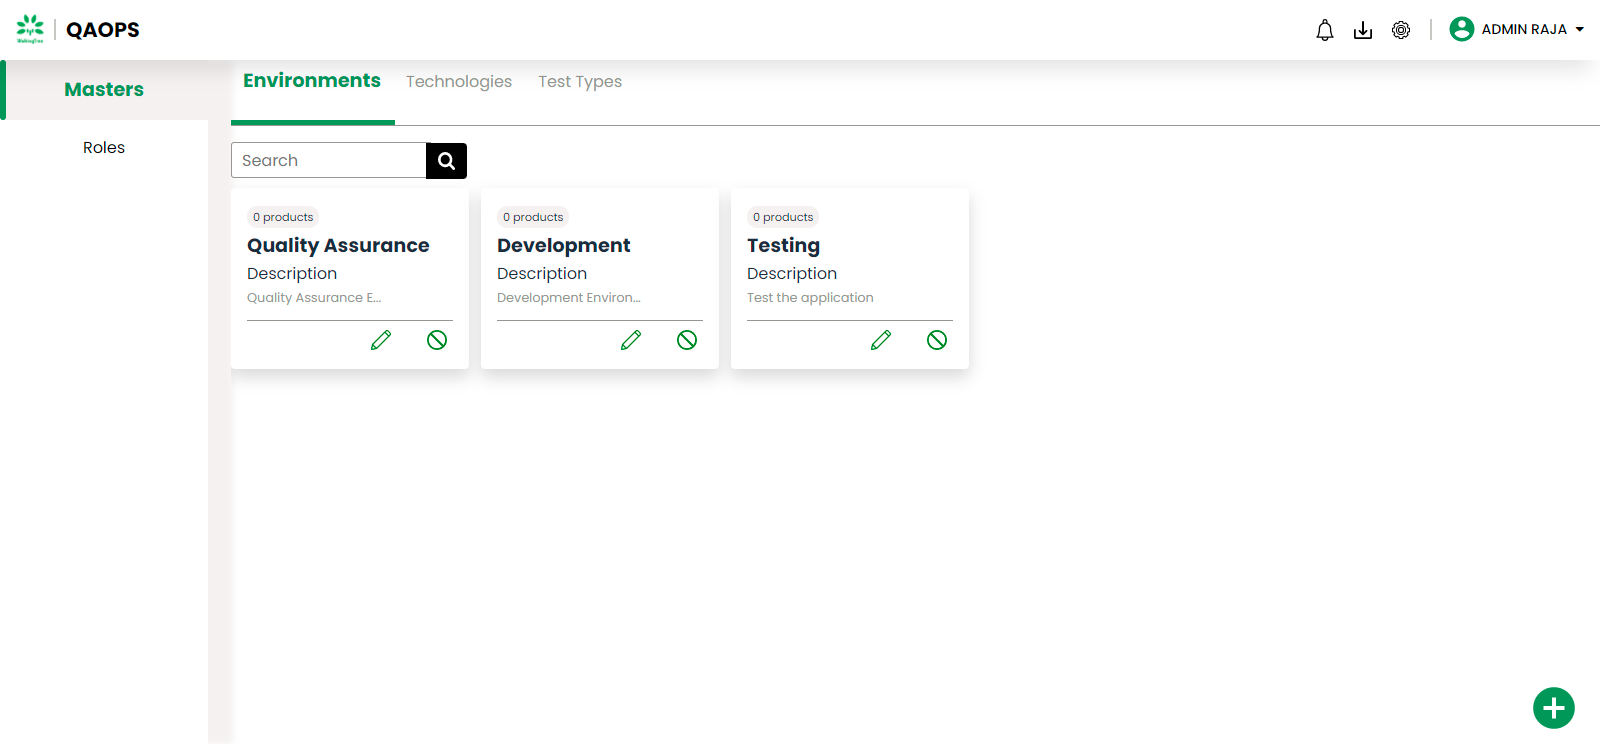 WalkingTree
QAOPS
ADMIN RAJA
Masters
Roles
Environments
Technologies
Test Types
Search
0 products
Quality Assurance
Description
Quality Assurance E...
0 products
Development
Description
Development Environ...
0 products
Testing
Description
Test the application